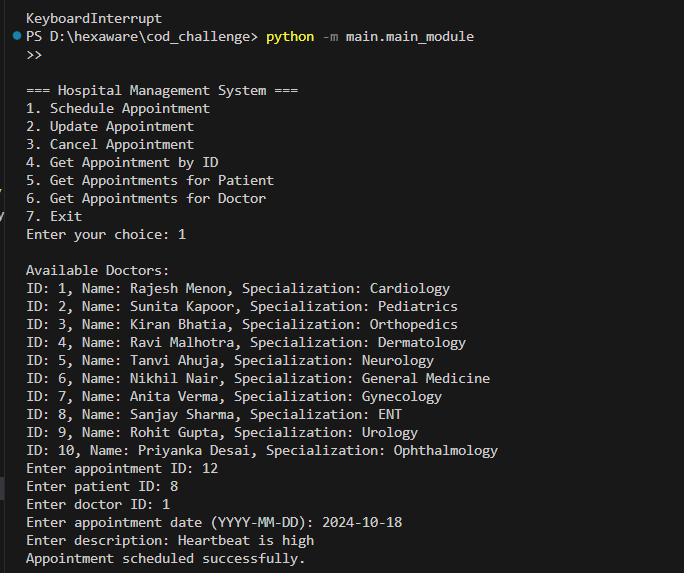 KeyboardInterrupt
PS D:\hexaware\cod_challenge> python -m main.main_module
>>
=== Hospital Management System ===
1. Schedule Appointment
2. Update Appointment
3. Cancel Appointment
4. Get Appointment by ID
5. Get Appointments for Patient
6. Get Appointments for Doctor
7. Exit
Enter your choice: 1
Available Doctors:
ID: 1, Name: Rajesh Menon, Specialization: Cardiology
ID: 2, Name: Sunita Kapoor, Specialization: Pediatrics
ID: 3, Name: Kiran Bhatia, Specialization: Orthopedics
ID: 4, Name: Ravi Malhotra, Specialization: Dermatology
ID: 5, Name: Tanvi Ahuja, Specialization: Neurology
ID: 6, Name: Nikhil Nair, Specialization: General Medicine
ID: 7, Name: Anita Verma, Specialization: Gynecology
ID: 8, Name: Sanjay Sharma, Specialization: ENT
ID: 9, Name: Rohit Gupta, Specialization: Urology
ID: 10, Name: Priyanka Desai, Specialization: Ophthalmology
Enter appointment ID: 12
Enter patient ID: 8
Enter doctor ID: 1
Enter appointment date (YYYY-MM-DD): 2024-10-18
Enter description: Heartbeat is high
Appointment scheduled successfully.